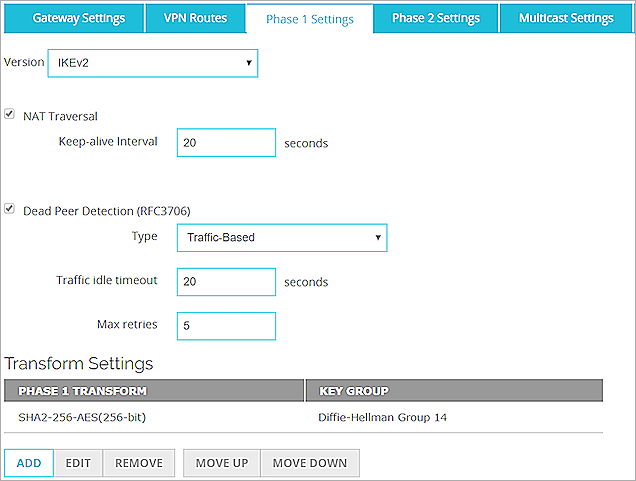 Gateway Settings VPN Routes Phase 1 Settings Phase 2 Settings Multicast Settings
Version IKEv2
NAT Traversal
Keep-alive Interval 20 seconds
Dead Peer Detection (RFC3706)
Type Traffic-Based
Traffic idle timeout 20 seconds
Max retries 5
Transform Settings
PHASE 1 TRANSFORM KEY GROUP
SHA2-256-AES(256-bit) Diffie-Hellman Group 14
ADD EDIT REMOVE MOVE UP MOVE DOWN